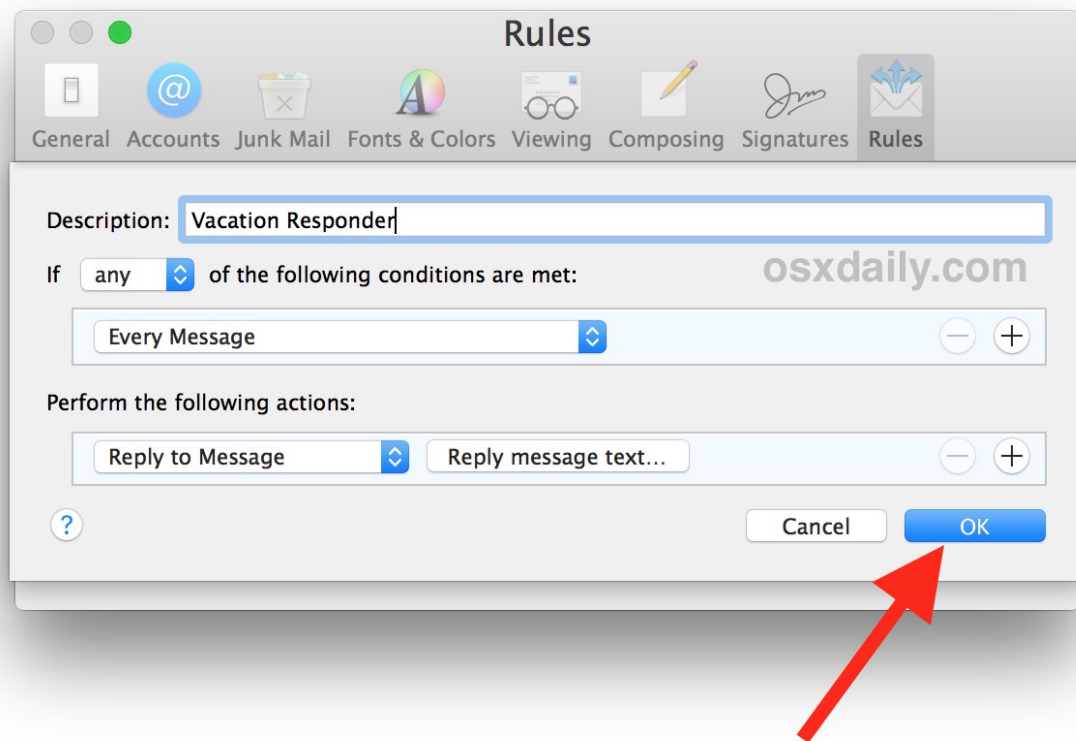 Rules
General Accounts Junk Mail Fonts & Colors Viewing Composing Signatures Rules
Description: Vacation Responder
osxdaily.com
If any of the following conditions are met:
Every Message
Perform the following actions:
Reply to Message Reply message text...
? Cancel OK